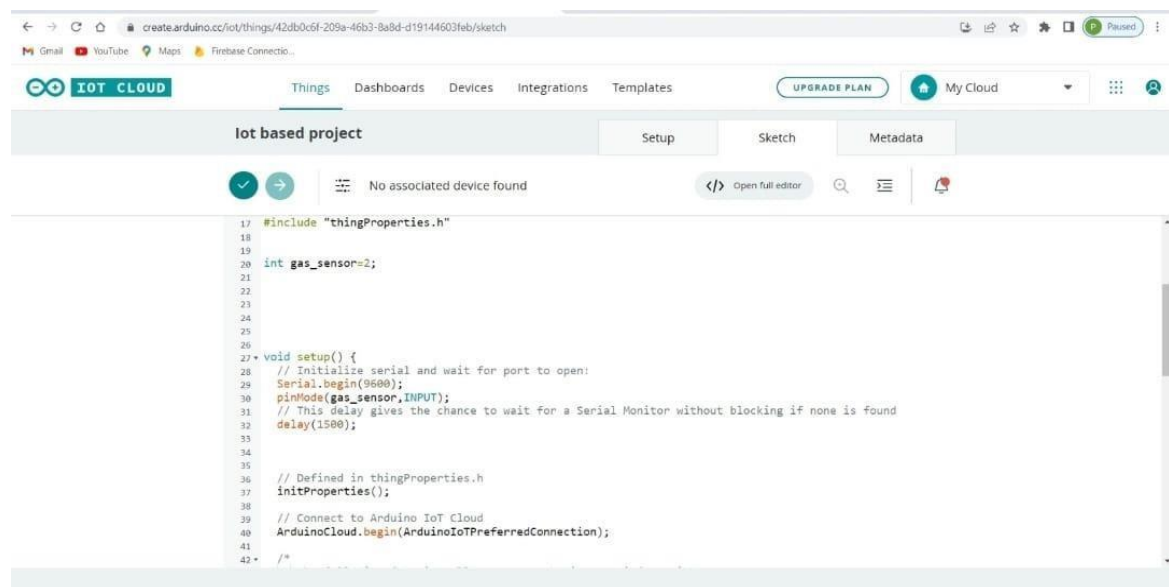 create.arduino.cc/iot/things/42db0c6f-209a-46b3-8a8d-d19144603feb/sketch
P Paused
Gmail YouTube Maps Firebase Connectio...
IOT CLOUD Things Dashboards Devices Integrations Templates UPGRADE PLAN My Cloud
Iot based project Setup Sketch Metadata
No associated device found </> Open full editor
17 #include "thingProperties.h"
18
19
20 int gas_sensor=2;
21
22
23
24
25
26
27 void setup() {
28 // Initialize serial and wait for port to open:
29 Serial.begin(9600);
30 pinMode(gas_sensor,INPUT);
31 // This delay gives the chance to wait for a Serial Monitor without blocking if none is found
32 delay(1500);
33
34
35
36 // Defined in thingProperties.h
37 initProperties();
38
39 // Connect to Arduino IoT Cloud
40 ArduinoCloud.begin(ArduinoIoTPreferredConnection);
41
42 /*